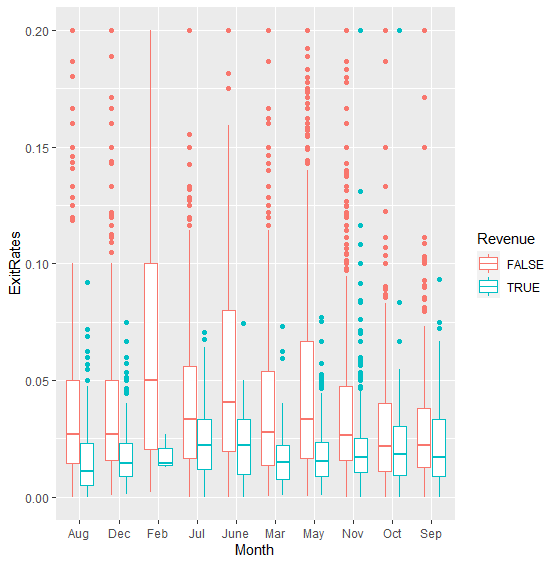 0.20
0.15
0.10
0.05
0.00
ExitRates
Aug Dec Feb Jul June Mar May Nov Oct Sep
Month
Revenue
FALSE
TRUE